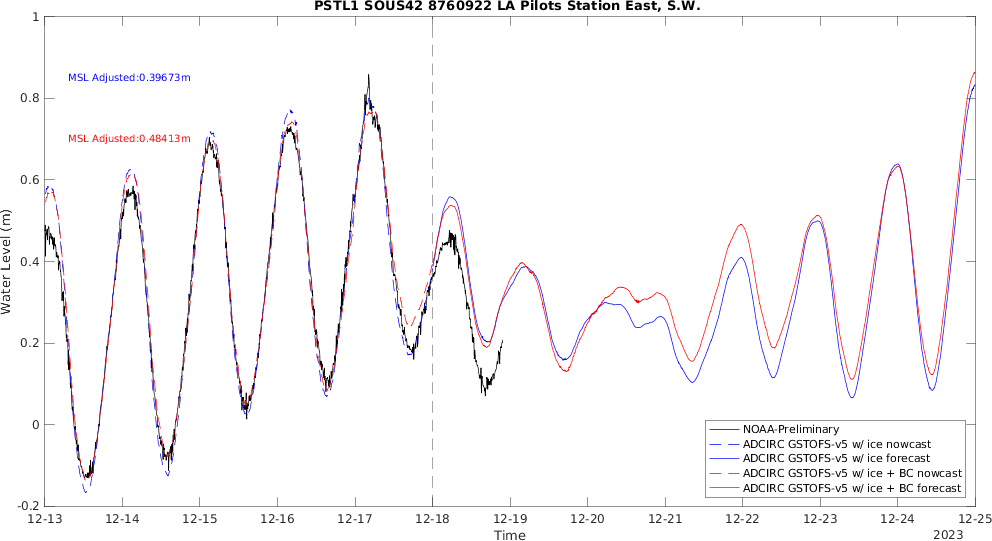 PSTL1 SOUS42 8760922 LA Pilots Station East, S.W.
1
0.8
0.6
0.4
0.2
0
-0.2
Water Level (m)
MSL Adjusted:0.39673m
MSL Adjusted:0.48413m
NOAA-Preliminary
ADCIRC GSTOFS-v5 w/ ice nowcast
ADCIRC GSTOFS-v5 w/ ice forecast
ADCIRC GSTOFS-v5 w/ ice + BC nowcast
ADCIRC GSTOFS-v5 w/ ice + BC forecast
12-13 12-14 12-15 12-16 12-17 12-18 12-19 12-20 12-21 12-22 12-23 12-24 12-25
Time
2023